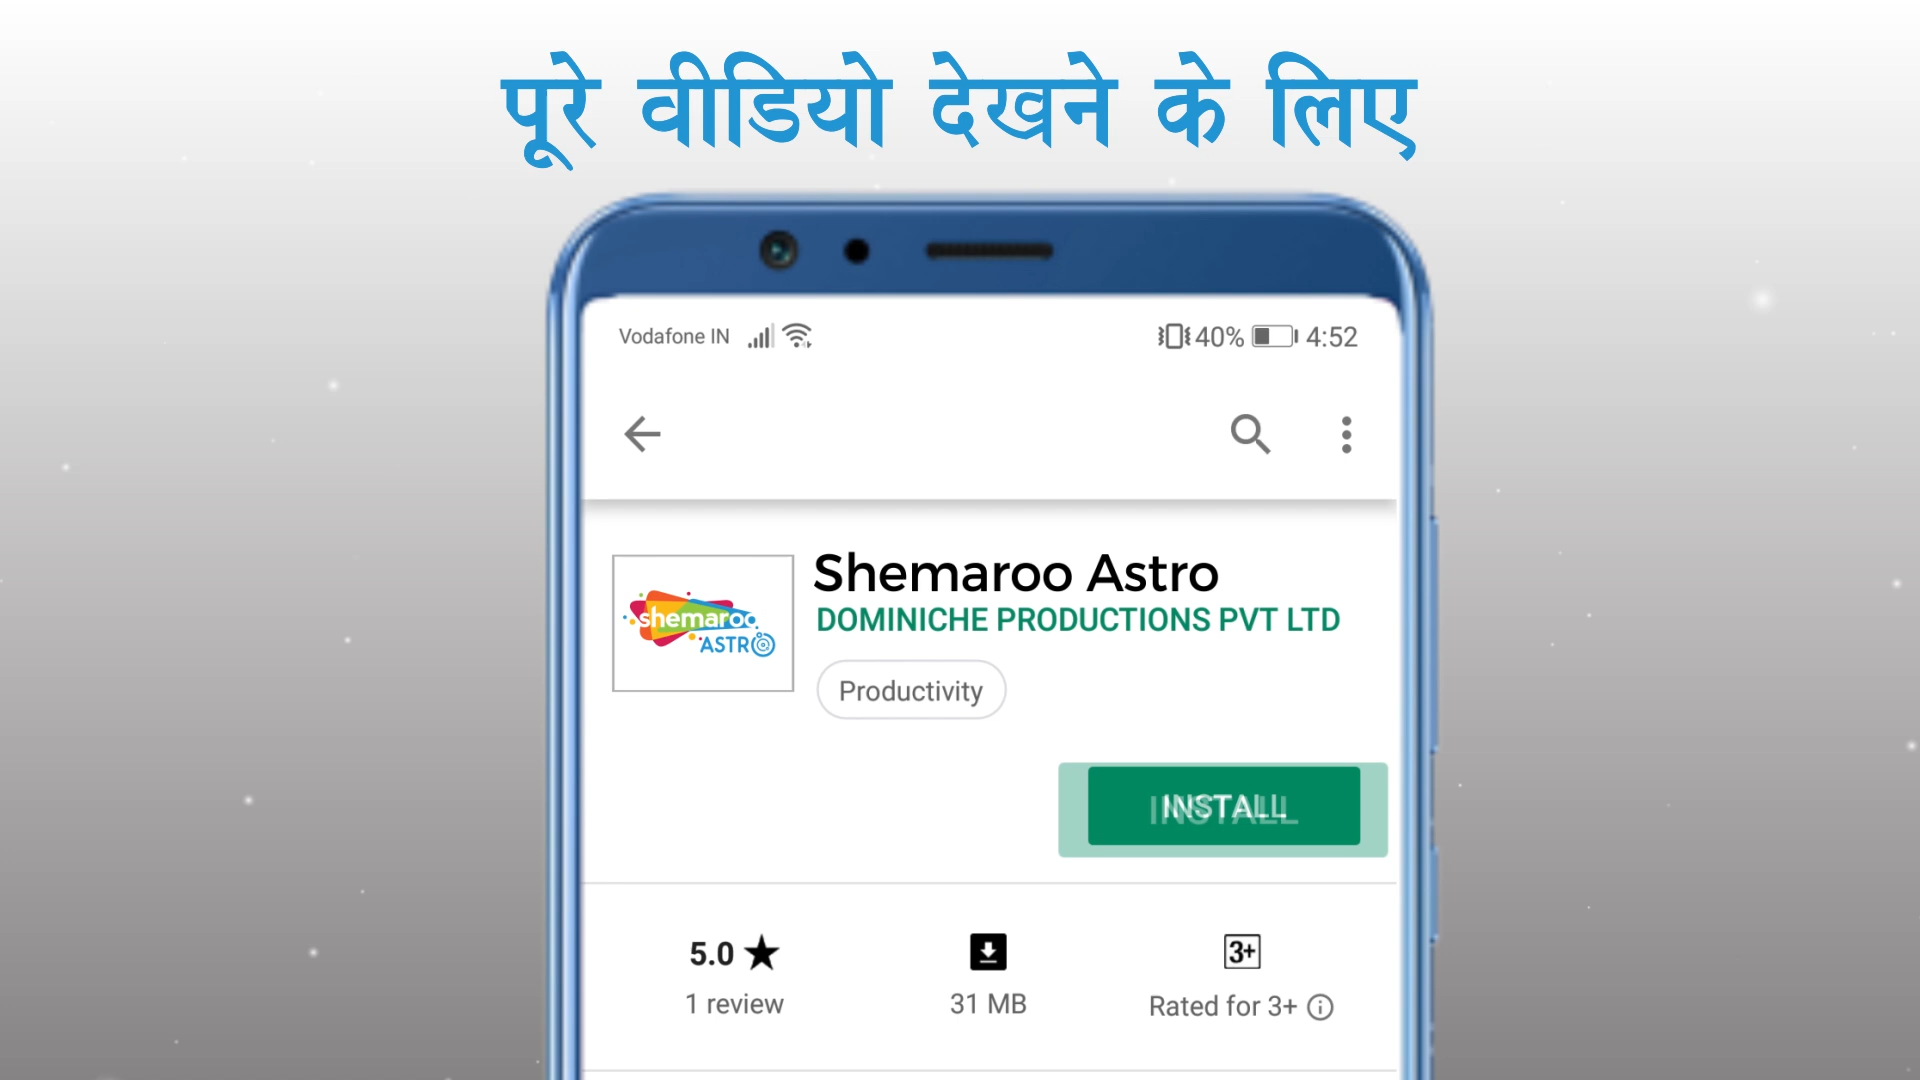 पूरे वीडियो देखने के लिए
Vodafone IN 40% 4:52
shemaroo
ASTRO
Shemaroo Astro
DOMINICHE PRODUCTIONS PVT LTD
Productivity
INSTALL
5.0 3+
1 review 31 MB Rated for 3+